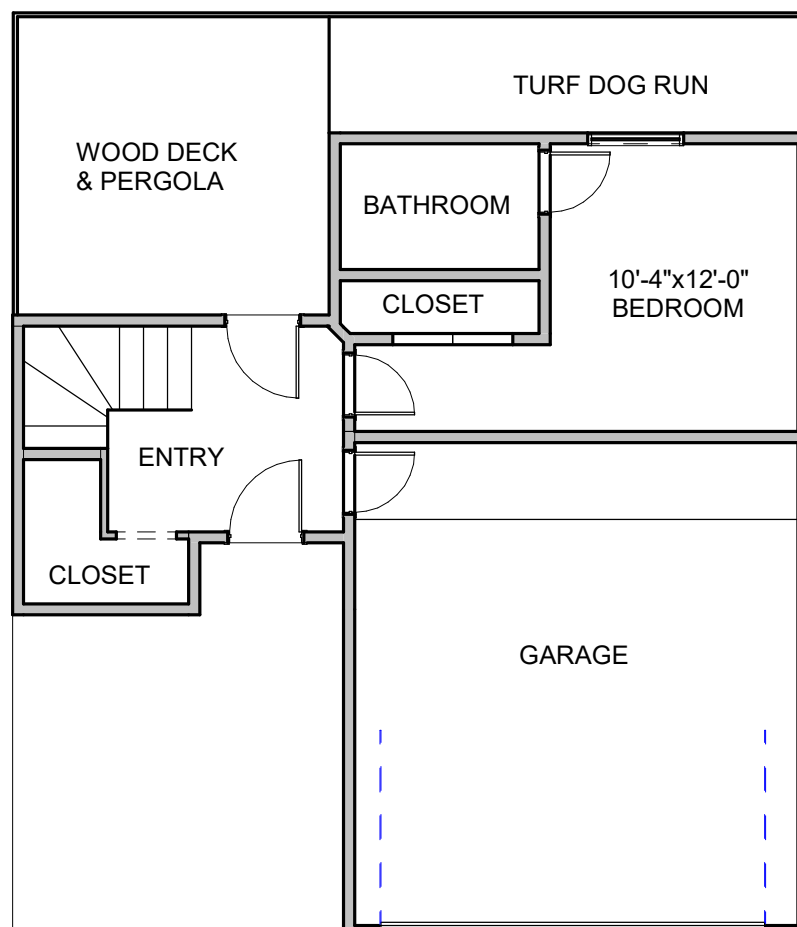 TURF DOG RUN
WOOD DECK
& PERGOLA
BATHROOM
10'-4"x12'-0"
BEDROOM
CLOSET
ENTRY
CLOSET
GARAGE